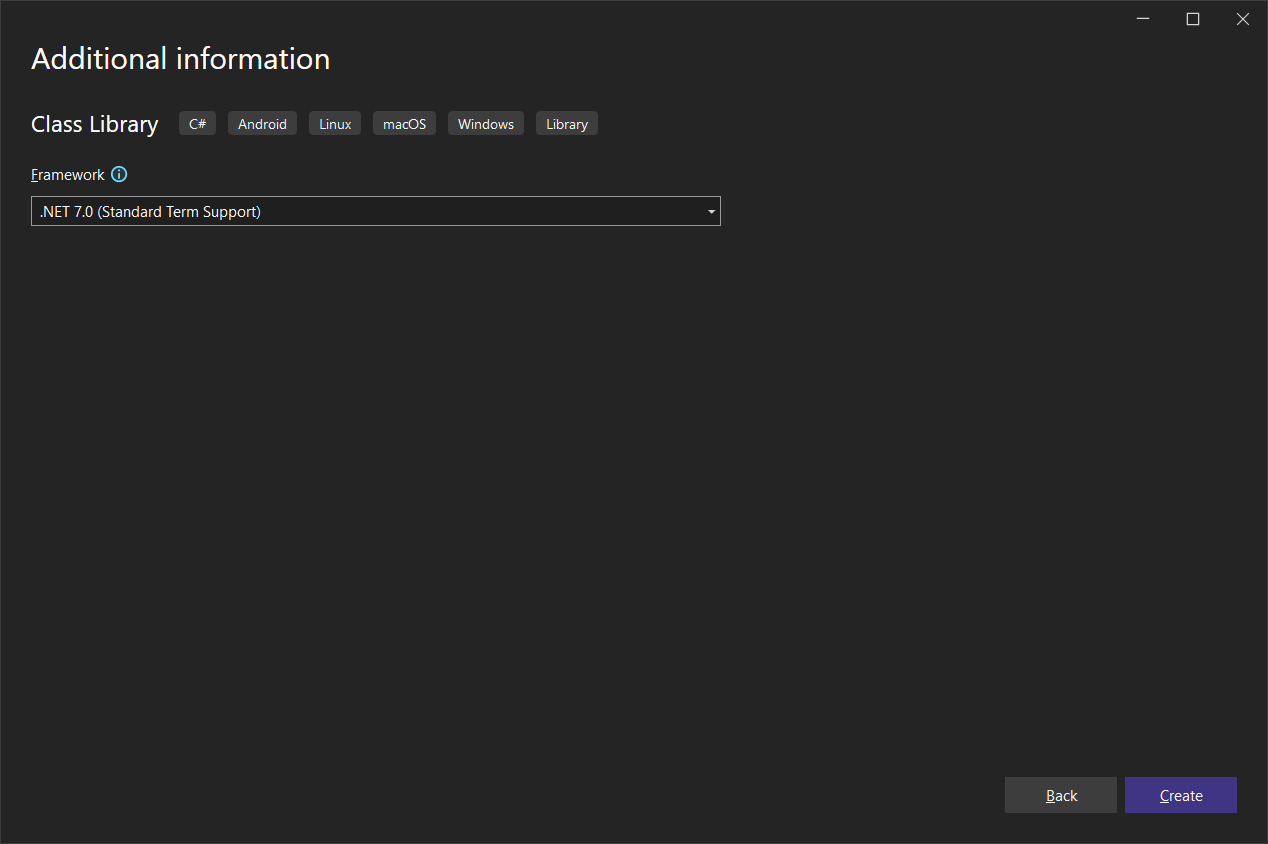 Additional information
Class Library C# Android Linux macOS Windows Library
Framework
.NET 7.0 (Standard Term Support)
Back Create